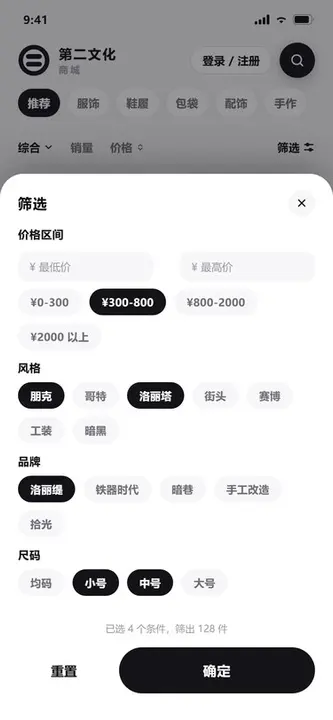 9:41
第二文化
商城
登录 / 注册
推荐 服饰 鞋履 包袋 配饰 手作
综合 销量 价格 筛选
筛选
价格区间
¥ 最低价 ¥ 最高价
¥0-300 ¥300-800 ¥800-2000
¥2000 以上
风格
朋克 哥特 洛丽塔 街头 赛博
工装 暗黑
品牌
洛丽缇 铁器时代 暗巷 手工改造
拾光
尺码
均码 小号 中号 大号
已选 4 个条件，筛出 128 件
重置 确定